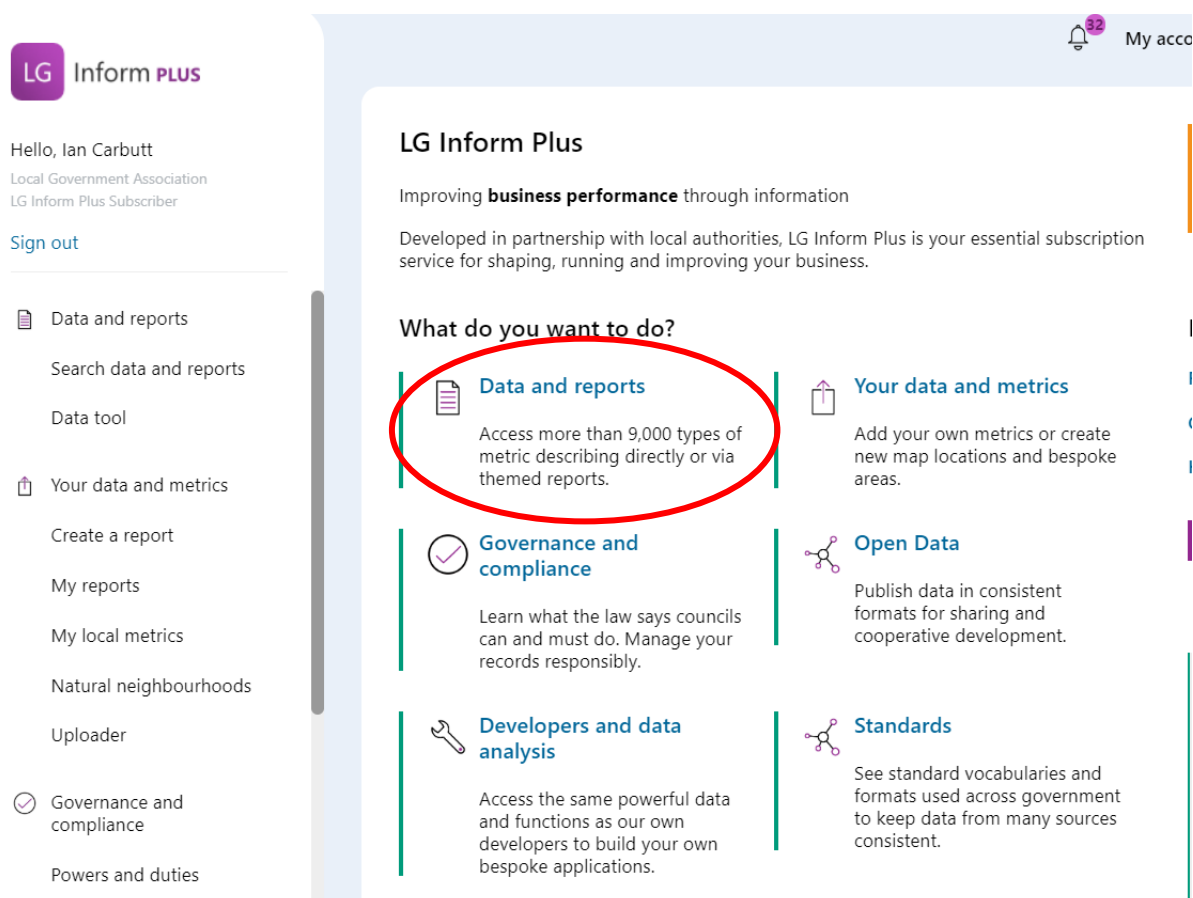 LG Inform PLUS
Hello, Ian Carbutt
Local Government Association
LG Inform Plus Subscriber
Sign out
Data and reports
Search data and reports
Data tool
Your data and metrics
Create a report
My reports
My local metrics
Natural neighbourhoods
Uploader
Governance and
compliance
Powers and duties
32
My acco
LG Inform Plus
Improving business performance through information
Developed in partnership with local authorities, LG Inform Plus is your essential subscription
service for shaping, running and improving your business.
What do you want to do?
Data and reports
Access more than 9,000 types of
metric describing directly or via
themed reports.
Your data and metrics
Add your own metrics or create
new map locations and bespoke
areas.
Governance and
compliance
Learn what the law says councils
can and must do. Manage your
records responsibly.
Open Data
Publish data in consistent
formats for sharing and
cooperative development.
Developers and data
analysis
Access the same powerful data
and functions as our own
developers to build your own
bespoke applications.
Standards
See standard vocabularies and
formats used across government
to keep data from many sources
consistent.